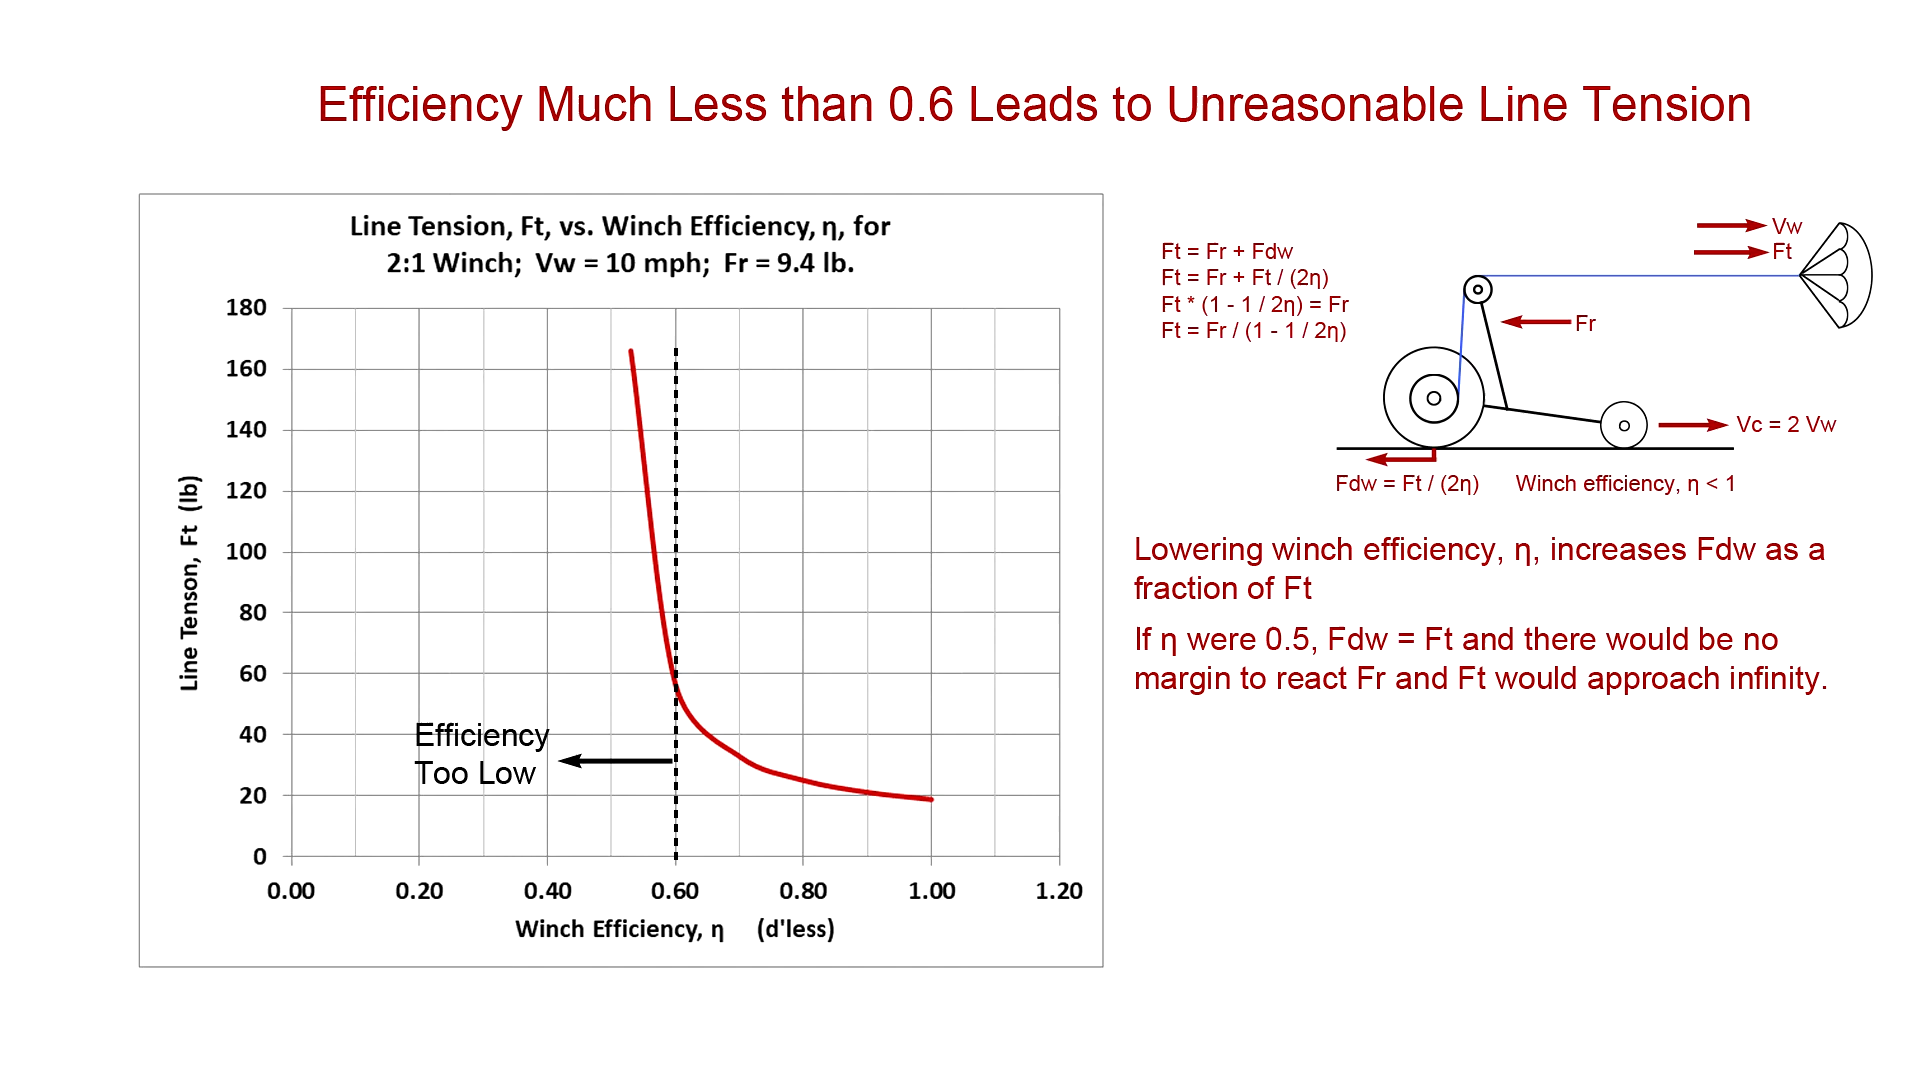 Efficiency Much Less than 0.6 Leads to Unreasonable Line Tension
Line Tension, Ft, vs. Winch Efficiency, η, for
2:1 Winch; Vw = 10 mph; Fr = 9.4 lb.
180
160
140
120
100
80
60
40
20
0
Line Tenson, Ft (lb)
Efficiency
Too Low
0.00 0.20 0.40 0.60 0.80 1.00 1.20
Winch Efficiency, η (d'less)
Ft = Fr + Fdw
Ft = Fr + Ft / (2η)
Ft * (1 - 1 / 2η) = Fr
Ft = Fr / (1 - 1 / 2η)
Vw
Ft
Fr
Vc = 2 Vw
Fdw = Ft / (2η)
Winch efficiency, η < 1
Lowering winch efficiency, η, increases Fdw as a
fraction of Ft
If η were 0.5, Fdw = Ft and there would be no
margin to react Fr and Ft would approach infinity.